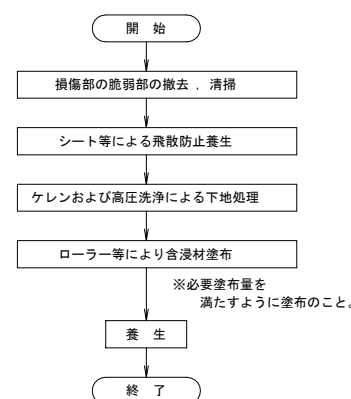 開 始
損傷部の脆弱部の撤去 , 清掃
シート等による飛散防止養生
ケレンおよび高圧洗浄による下地処理
ローラー等により含浸材塗布
※必要塗布量を
満たすように塗布のこと。
養 生
終 了